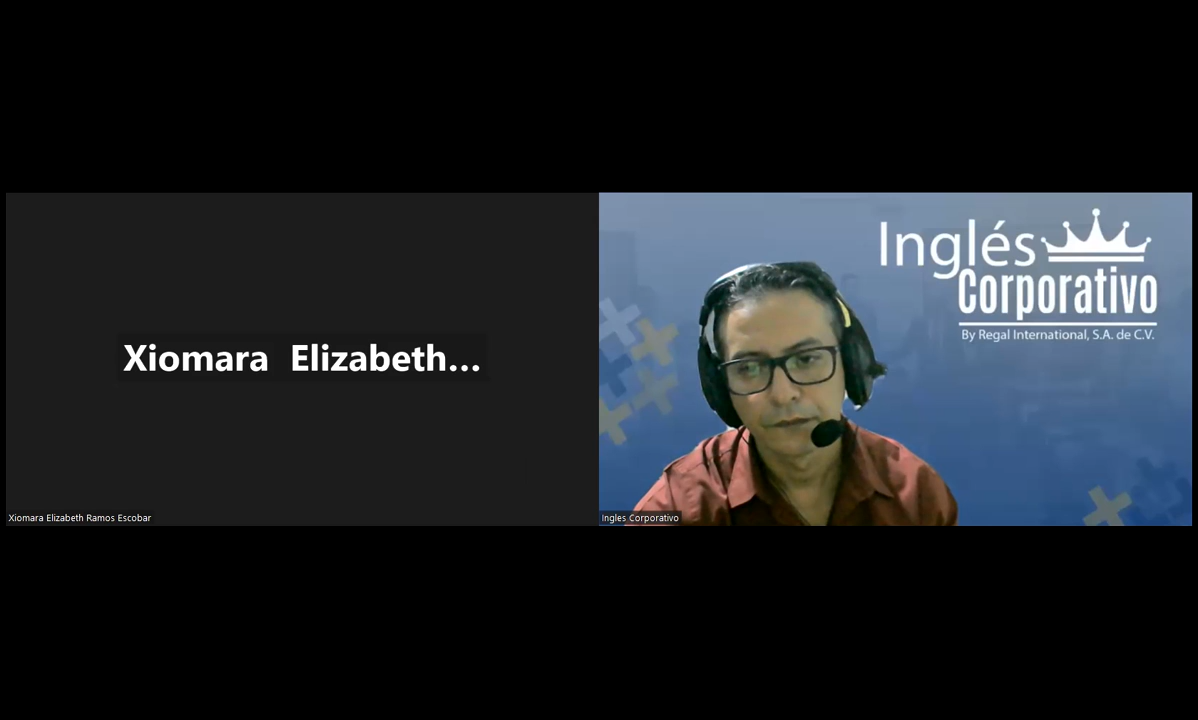 Xiomara Elizabeth...
Xiomara Elizabeth Ramos Escobar
Inglés
Corporativo
By Regal International, S.A. de C.V.
Ingles Corporativo